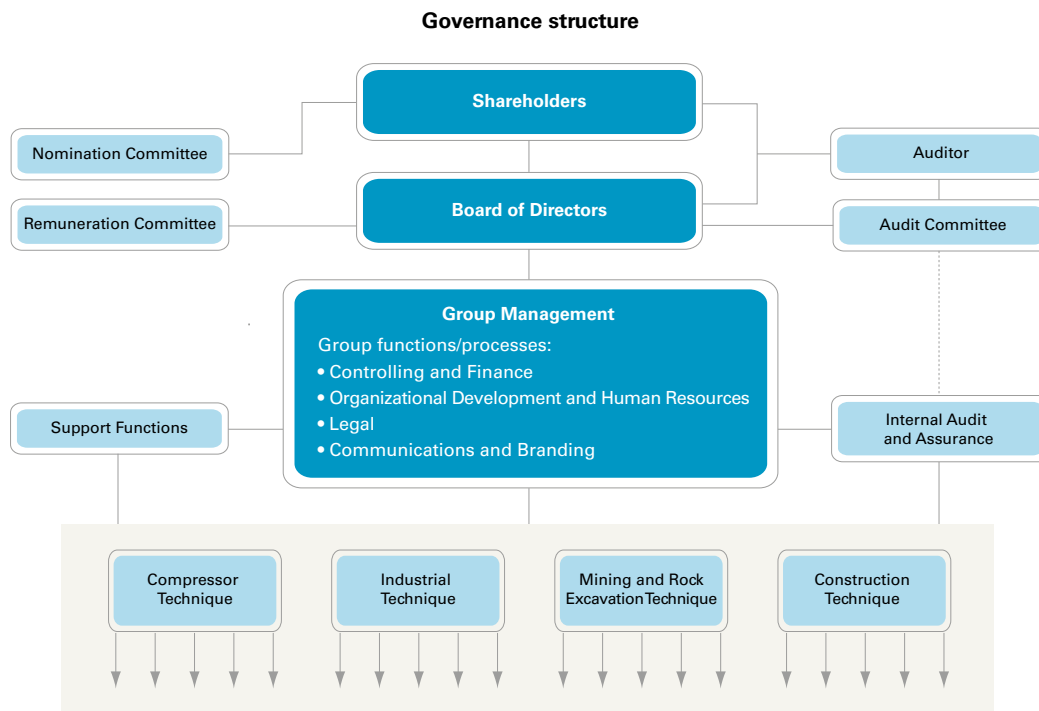 Governance structure
Shareholders
Nomination Committee
Auditor
Board of Directors
Remuneration Committee
Audit Committee
Group Management
Group functions/processes:
• Controlling and Finance
• Organizational Development and Human Resources
• Legal
• Communications and Branding
Support Functions
Internal Audit
and Assurance
Compressor
Technique
Industrial
Technique
Mining and Rock
Excavation Technique
Construction
Technique